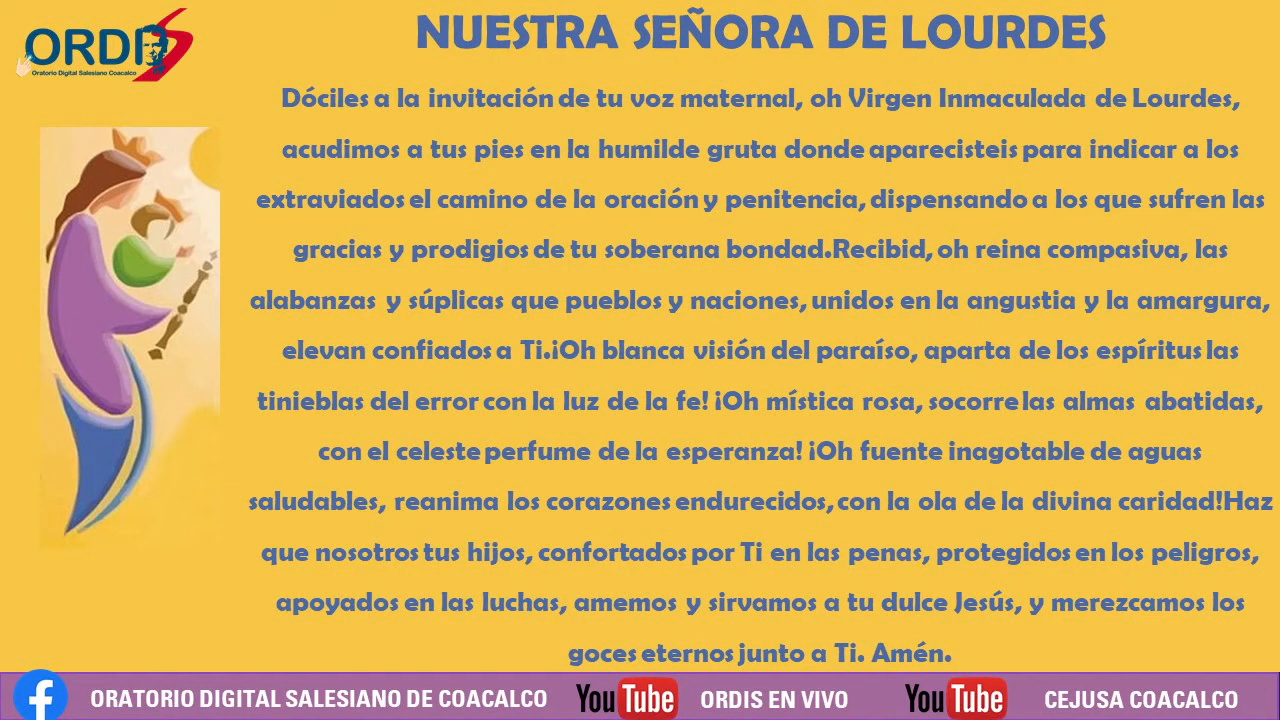 ORDIS
Oratorio Digital Salesiano Coacalco
NUESTRA SEÑORA DE LOURDES
Dóciles a la invitación de tu voz maternal, oh Virgen Inmaculada de Lourdes,
acudimos a tus pies en la humilde gruta donde aparecisteis para indicar a los
extraviados el camino de la oración y penitencia, dispensando a los que sufren las
gracias y prodigios de tu soberana bondad.Recibid, oh reina compasiva, las
alabanzas y súplicas que pueblos y naciones, unidos en la angustia y la amargura,
elevan confiados a Ti.¡Oh blanca visión del paraíso, aparta de los espíritus las
tinieblas del error con la luz de la fe! ¡Oh mística rosa, socorre las almas abatidas,
con el celeste perfume de la esperanza! ¡Oh fuente inagotable de aguas
saludables, reanima los corazones endurecidos, con la ola de la divina caridad!Haz
que nosotros tus hijos, confortados por Ti en las penas, protegidos en los peligros,
apoyados en las luchas, amemos y sirvamos a tu dulce Jesús, y merezcamos los
goces eternos junto a Ti. Amén.
f ORATORIO DIGITAL SALESIANO DE COACALCO YouTube ORDIS EN VIVO YouTube CEJUSA COACALCO